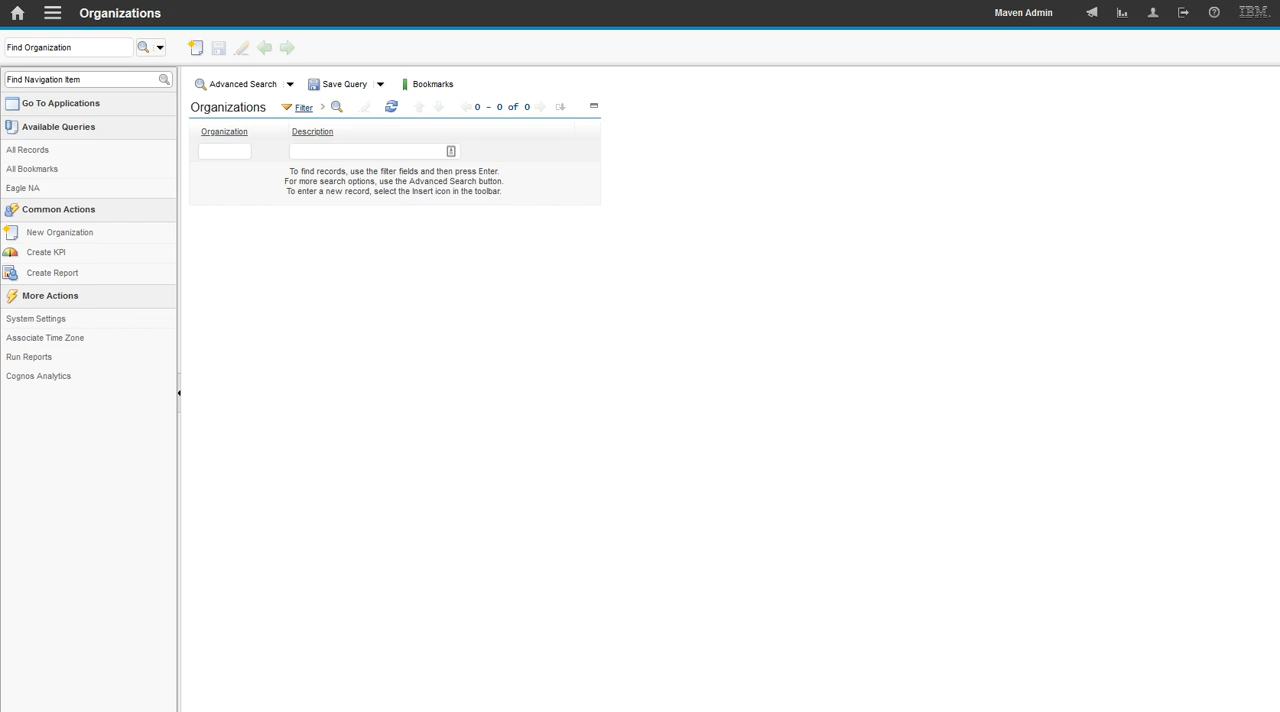 Organizations
Maven Admin
IBM
Find Organization
Find Navigation Item
Go To Applications
Available Queries
All Records
All Bookmarks
Eagle NA
Common Actions
New Organization
Create KPI
Create Report
More Actions
System Settings
Associate Time Zone
Run Reports
Cognos Analytics
Advanced Search
Save Query
Bookmarks
Organizations
Filter
0 - 0 of 0
Organization
Description
To find records, use the filter fields and then press Enter.
For more search options, use the Advanced Search button.
To enter a new record, select the Insert icon in the toolbar.